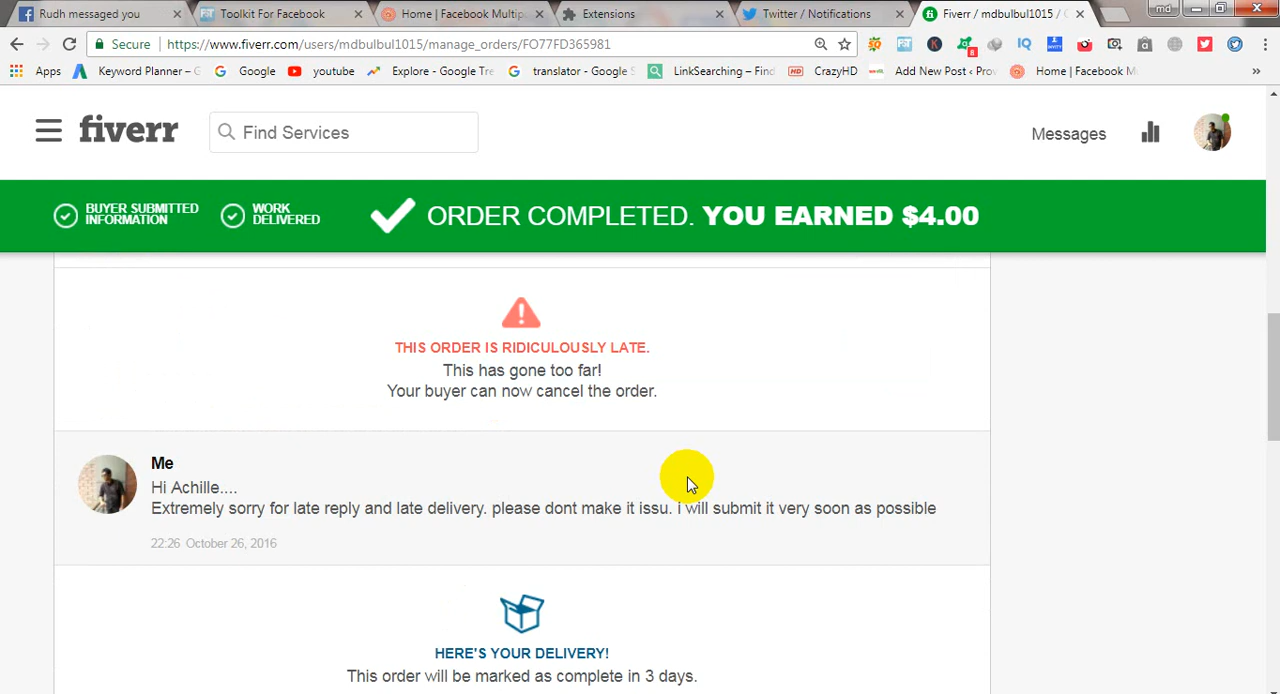 Rudh messaged you
Toolkit For Facebook
Home | Facebook Multip
Extensions
Twitter / Notifications
Fiverr / mdbulbul1015 /
md
Secure
https://www.fiverr.com/users/mdbulbul1015/manage_orders/FO77FD365981
Apps
Keyword Planner – G
Google
youtube
Explore - Google Tre
translator - Google S
LinkSearching – Find
HD
CrazyHD
Add New Post ‹ Prov
Home | Facebook M
»
fiverr
Find Services
Messages
BUYER SUBMITTED
INFORMATION
WORK
DELIVERED
ORDER COMPLETED. YOU EARNED $4.00
THIS ORDER IS RIDICULOUSLY LATE.
This has gone too far!
Your buyer can now cancel the order.
Me
Hi Achille....
Extremely sorry for late reply and late delivery. please dont make it issu. i will submit it very soon as possible
22:26 October 26, 2016
HERE'S YOUR DELIVERY!
This order will be marked as complete in 3 days.